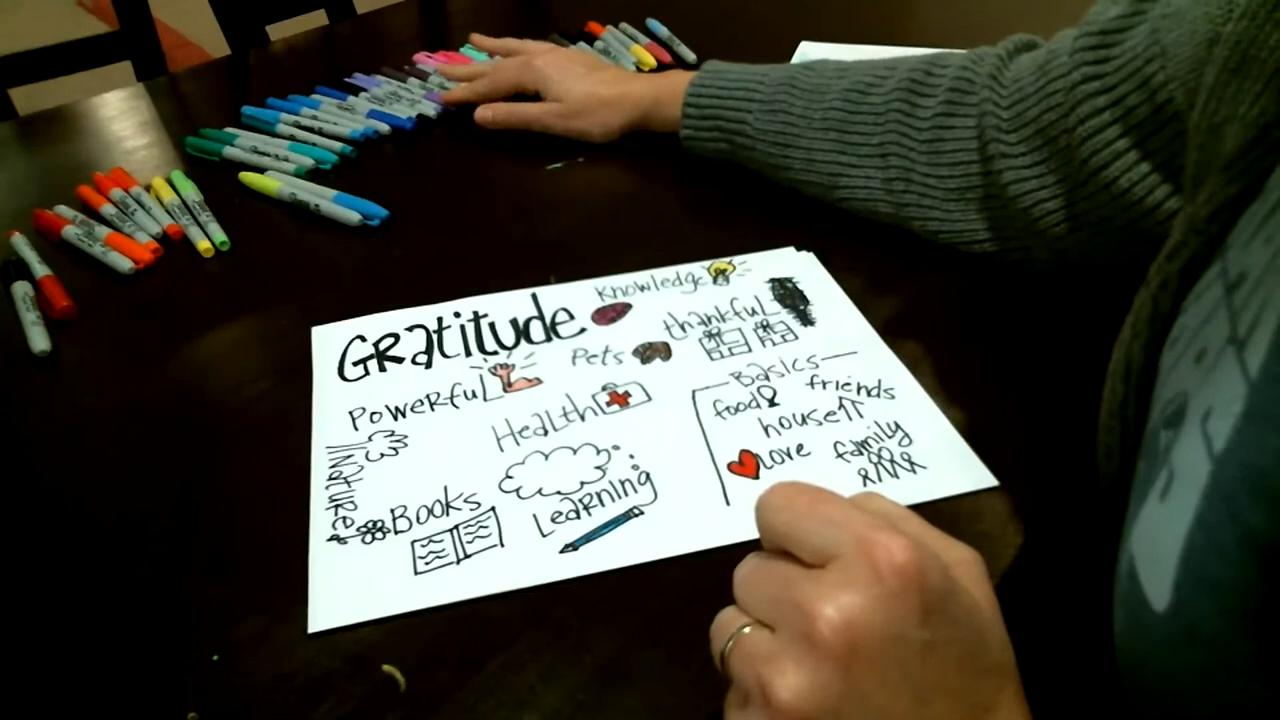 GRatitude
Knowledge
thankful
Pets
PoweRful
Health
Basics
food
friends
house
love
family
Nature
Books
LeaRning